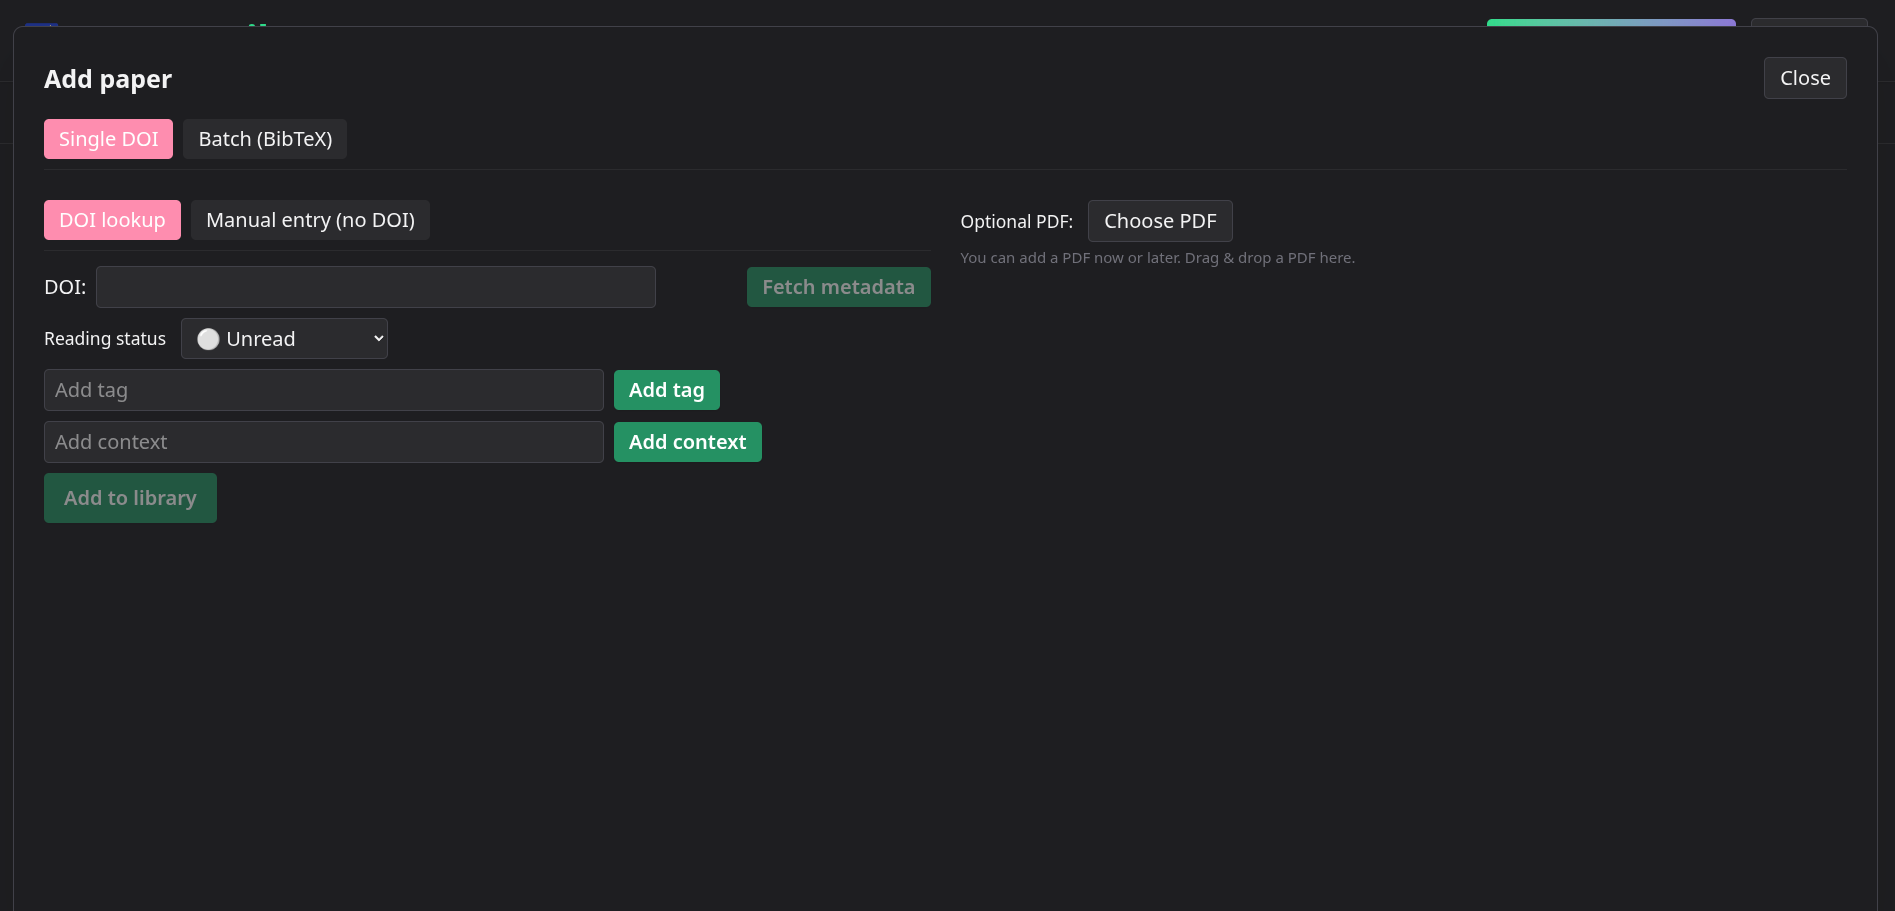 Add paper
Close
Single DOI
Batch (BibTeX)
DOI lookup
Manual entry (no DOI)
DOI:
Fetch metadata
Reading status
Unread
Add tag
Add tag
Add context
Add context
Add to library
Optional PDF:
Choose PDF
You can add a PDF now or later. Drag & drop a PDF here.